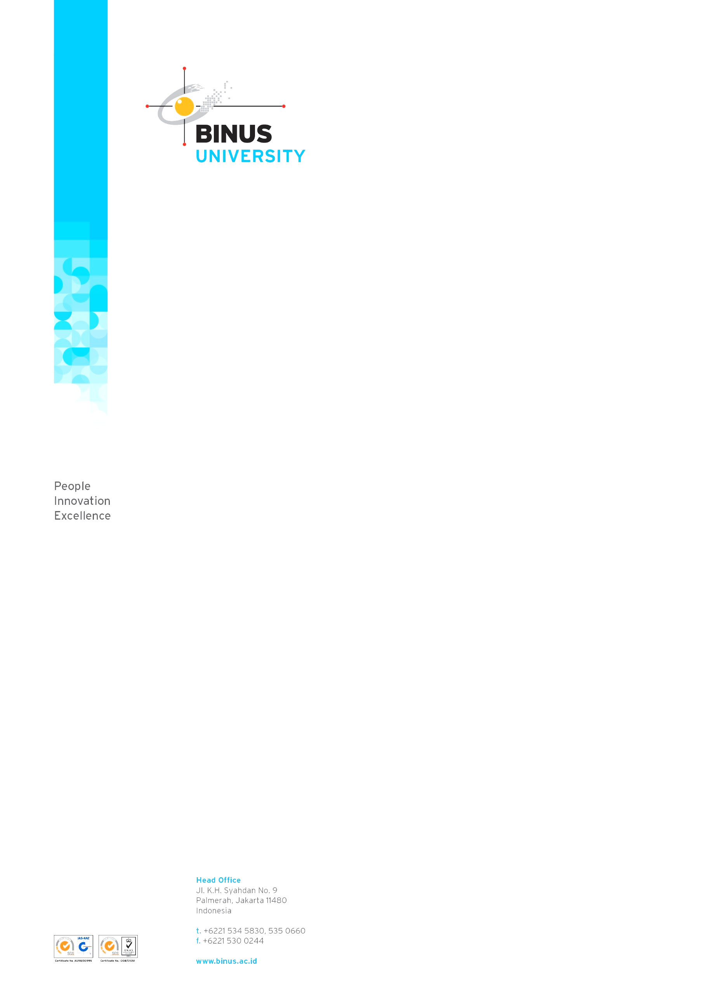 BINUS
UNIVERSITY
People
Innovation
Excellence
Head Office
Jl. K.H. Syahdan No. 9
Palmerah, Jakarta 11480
Indonesia
t. +6221 534 5830, 535 0660
f. +6221 530 0244
www.binus.ac.id
JAS-ANZ
SGS
SGS
UKAS
Certificate No. AU98/00995
Certificate No. ID08/01051